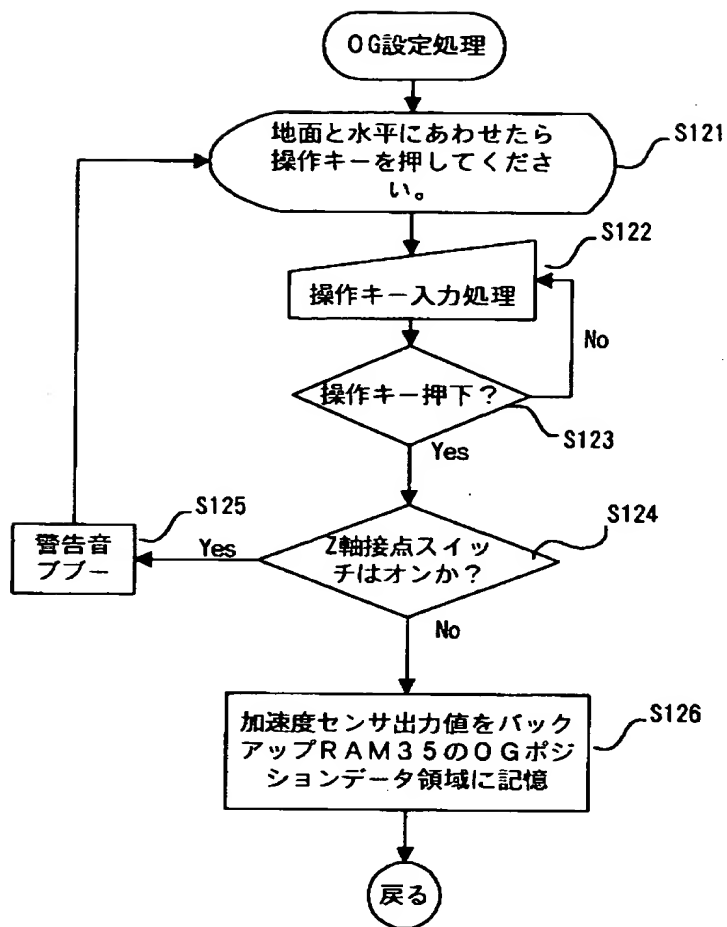 ０Ｇ設定処理
地面と水平にあわせたら
操作キーを押してくださ
い。
S121
S122
操作キー入力処理
No
操作キー押下？
S123
Yes
S125
S124
警告音
ブブー
Yes
Z軸接点スイッ
チはオンか？
No
加速度センサ出力値をバック
アップＲＡＭ３５の０Ｇポジ
ションデータ領域に記憶
S126
戻る